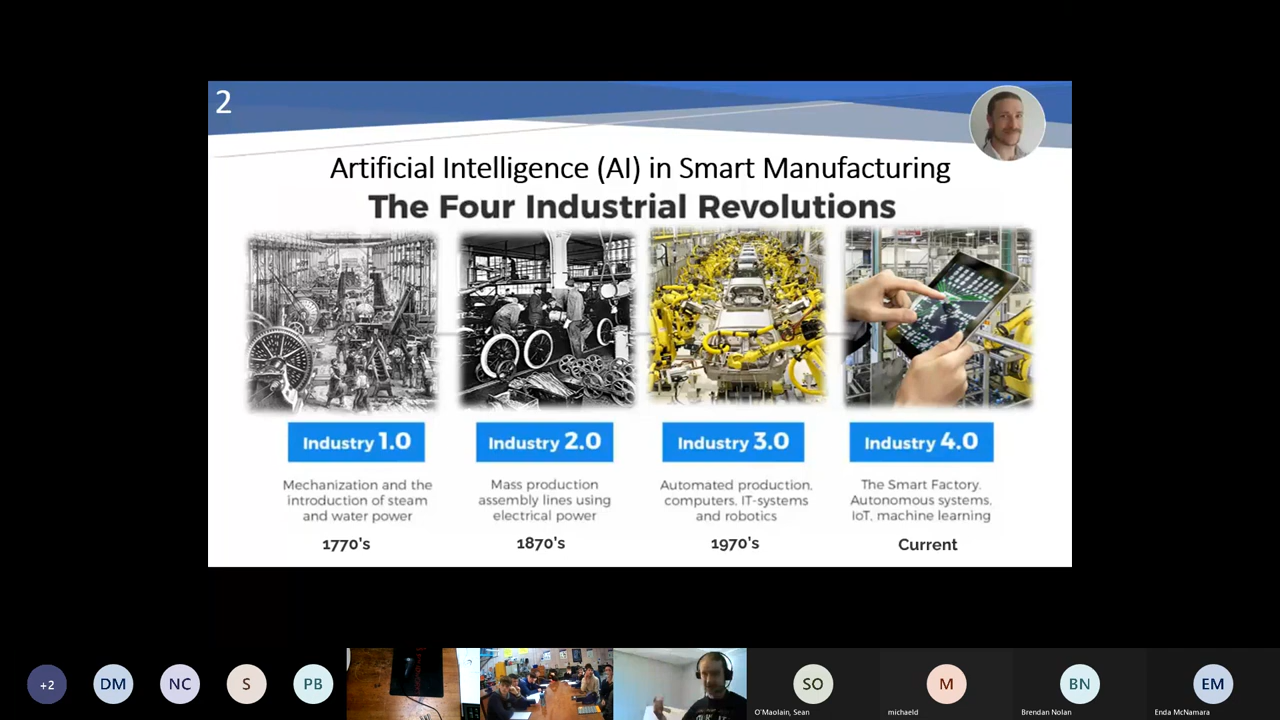 2
Artificial Intelligence (AI) in Smart Manufacturing
The Four Industrial Revolutions
Industry 1.0
Industry 2.0
Industry 3.0
Industry 4.0
Mechanization and the
introduction of steam
and water power
Mass production
assembly lines using
electrical power
Automated production,
computers, IT-systems
and robotics
The Smart Factory.
Autonomous systems,
IoT, machine learning
1770's
1870's
1970's
Current
+2
DM
NC
S
PB
SO
M
BN
EM
O'Maolain, Sean
michaeld
Brendan Nolan
Enda McNamara